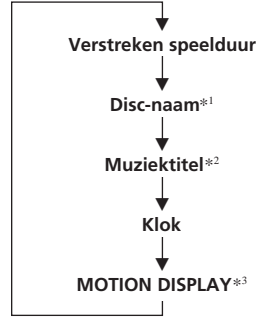 Verstreken speelduur
Disc-naam*1
Muziektitel*2
Klok
MOTION DISPLAY*3